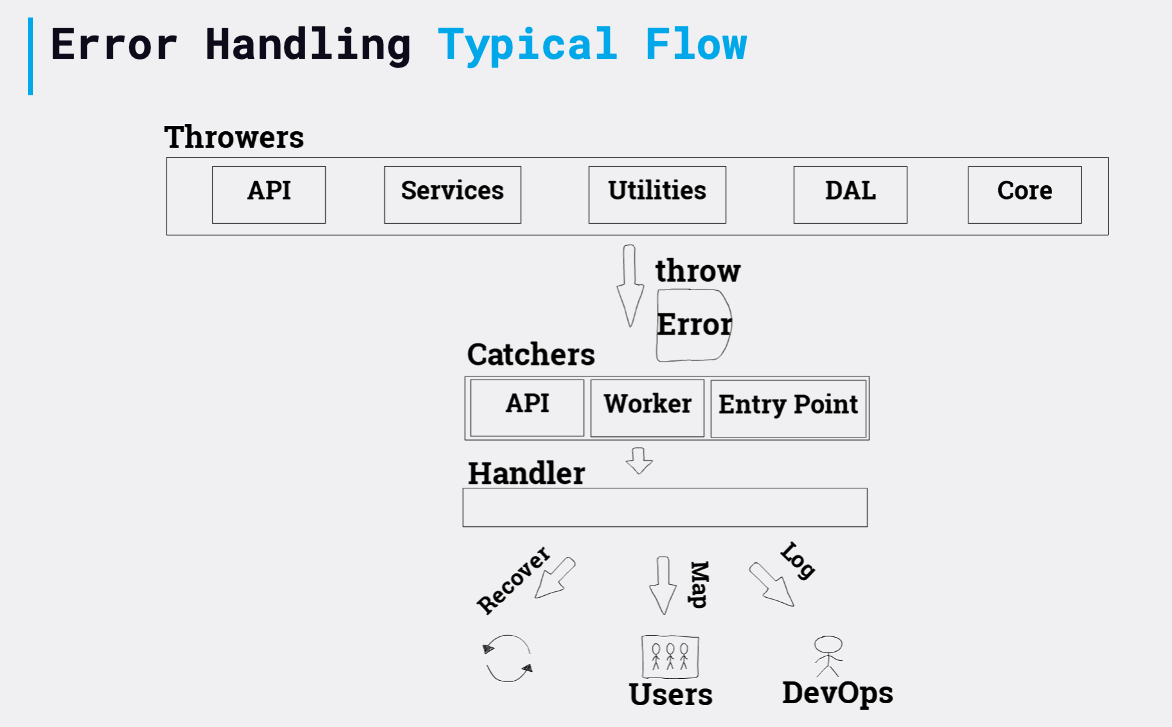 Error Handling Typical Flow
Throwers
API Services Utilities DAL Core
throw
Error
Catchers
API Worker Entry Point
Handler
Recover Map Log
Users DevOps